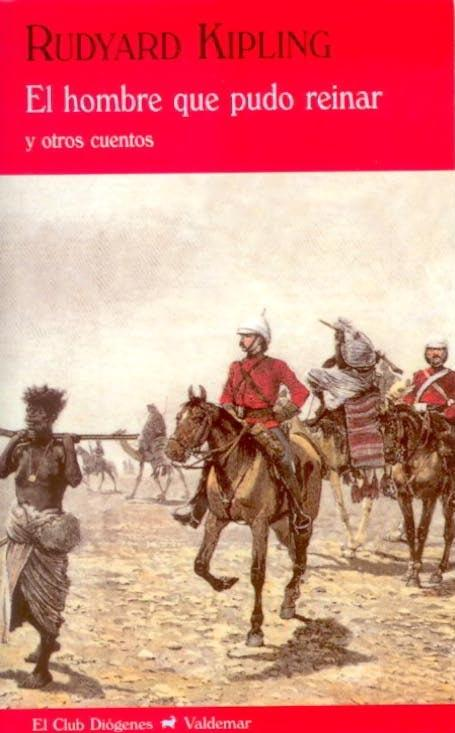 RUDYARD KIPLING
El hombre que pudo reinar
y otros cuentos
El Club Diógenes Valdemar